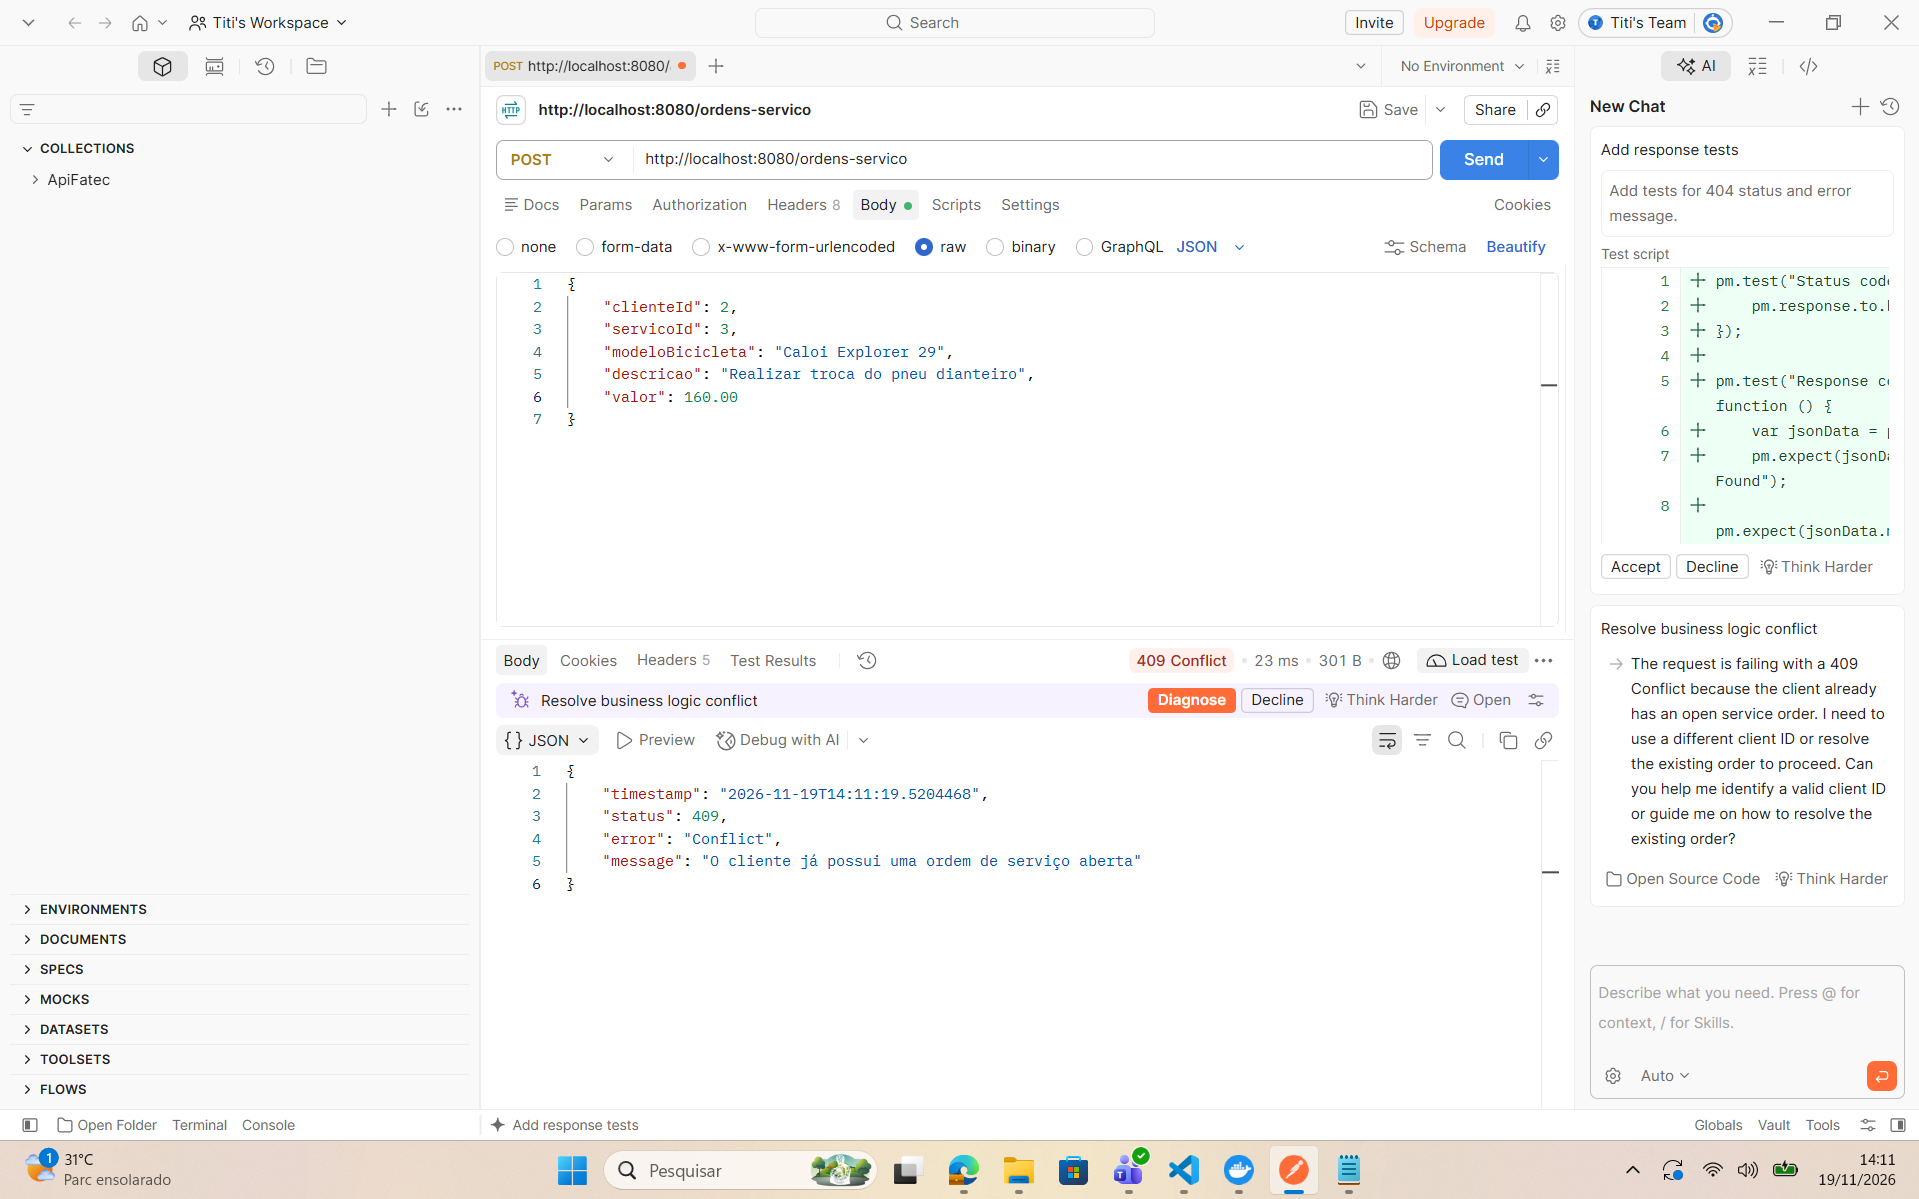 Titi's Workspace
Search
Invite
Upgrade
T Titi's Team
POST http://localhost:8080/
No Environment
AI
COLLECTIONS
ApiFatec
ENVIRONMENTS
DOCUMENTS
SPECS
MOCKS
DATASETS
TOOLSETS
FLOWS
HTTP http://localhost:8080/ordens-servico
Save
Share
POST http://localhost:8080/ordens-servico
Send
Docs Params Authorization Headers 8 Body Scripts Settings
Cookies
none form-data x-www-form-urlencoded raw binary GraphQL JSON
Schema Beautify
1 {
2 "clienteId": 2,
3 "servicoId": 3,
4 "modeloBicicleta": "Caloi Explorer 29",
5 "descricao": "Realizar troca do pneu dianteiro",
6 "valor": 160.00
7 }
Body Cookies Headers 5 Test Results
409 Conflict • 23 ms • 301 B
Load test
Resolve business logic conflict
Diagnose Decline Think Harder Open
{} JSON Preview Debug with AI
1 {
2 "timestamp": "2026-11-19T14:11:19.5204468",
3 "status": 409,
4 "error": "Conflict",
5 "message": "O cliente já possui uma ordem de serviço aberta"
6 }
New Chat
Add response tests
Add tests for 404 status and error
message.
Test script
1 + pm.test("Status cod
2 + pm.response.to.
3 + });
4 +
5 + pm.test("Response c
function () {
6 + var jsonData =
7 + pm.expect(jsonD
Found");
8 +
pm.expect(jsonData.
Accept Decline Think Harder
Resolve business logic conflict
→ The request is failing with a 409
Conflict because the client already
has an open service order. I need to
use a different client ID or resolve
the existing order to proceed. Can
you help me identify a valid client ID
or guide me on how to resolve the
existing order?
Open Source Code Think Harder
Describe what you need. Press @ for
context, / for Skills.
Auto
Open Folder Terminal Console
Add response tests
Globals Vault Tools
1
31°C
Parc ensolarado
Pesquisar
14:11
19/11/2026